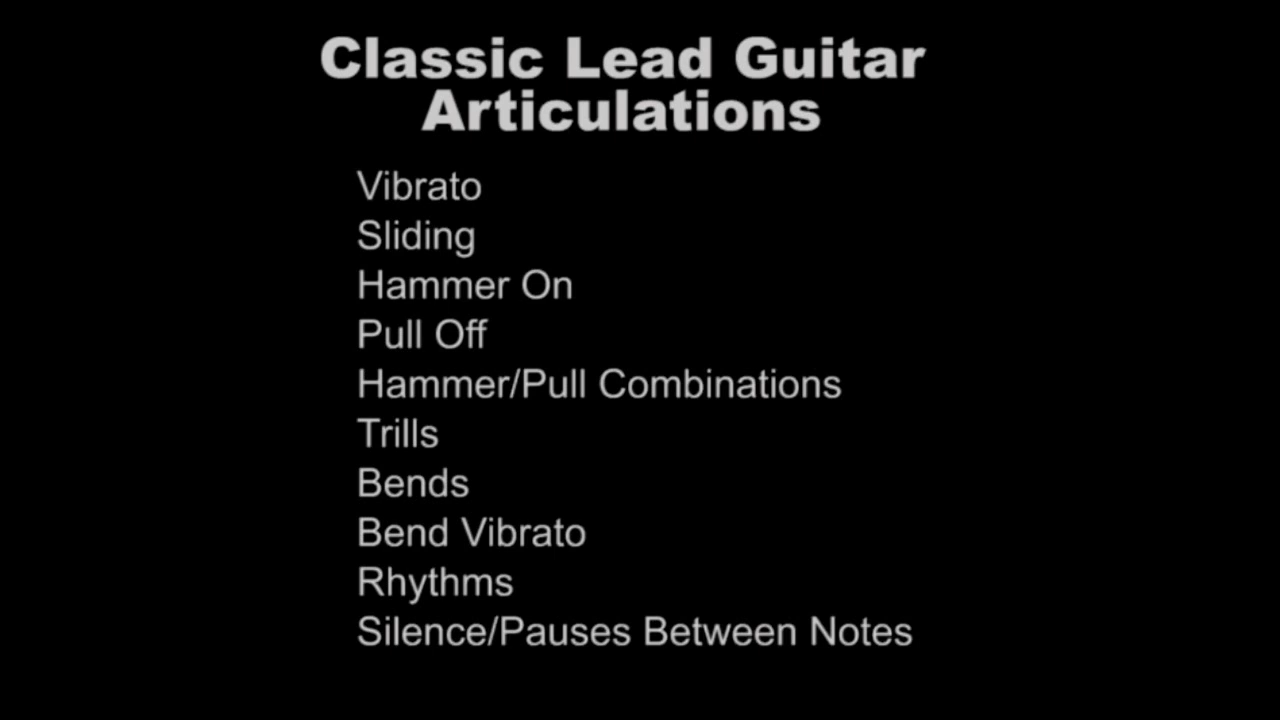 Classic Lead Guitar
Articulations
Vibrato
Sliding
Hammer On
Pull Off
Hammer/Pull Combinations
Trills
Bends
Bend Vibrato
Rhythms
Silence/Pauses Between Notes